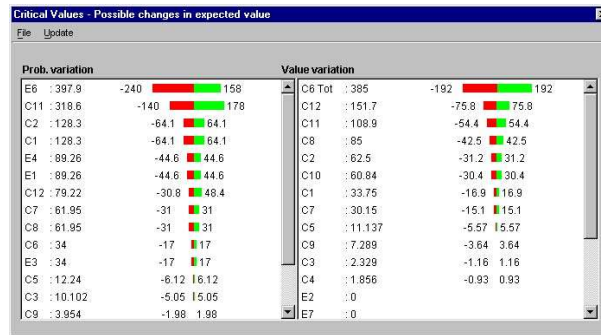 Critical Values - Possible changes in expected value
File Update
Prob. variation
E6 : 397.9 -240 158
C11 : 318.6 -140 178
C2 : 128.3 -64.1 64.1
C1 : 128.3 -64.1 64.1
E4 : 89.26 -44.6 44.6
E1 : 89.26 -44.6 44.6
C12 : 79.22 -30.8 48.4
C7 : 61.95 -31 31
C8 : 61.95 -31 31
C6 : 34 -17 17
E3 : 34 -17 17
C5 : 12.24 -6.12 6.12
C3 : 10.102 -5.05 5.05
C9 : 3.954 -1.98 1.98
Value variation
C6 Tot : 385 -192 192
C12 : 151.7 -75.8 75.8
C11 : 108.9 -54.4 54.4
C8 : 85 -42.5 42.5
C2 : 62.5 -31.2 31.2
C10 : 60.84 -30.4 30.4
C1 : 33.75 -16.9 16.9
C7 : 30.15 -15.1 15.1
C5 : 11.137 -5.57 5.57
C9 : 7.289 -3.64 3.64
C3 : 2.329 -1.16 1.16
C4 : 1.856 -0.93 0.93
E2 : 0
E7 : 0